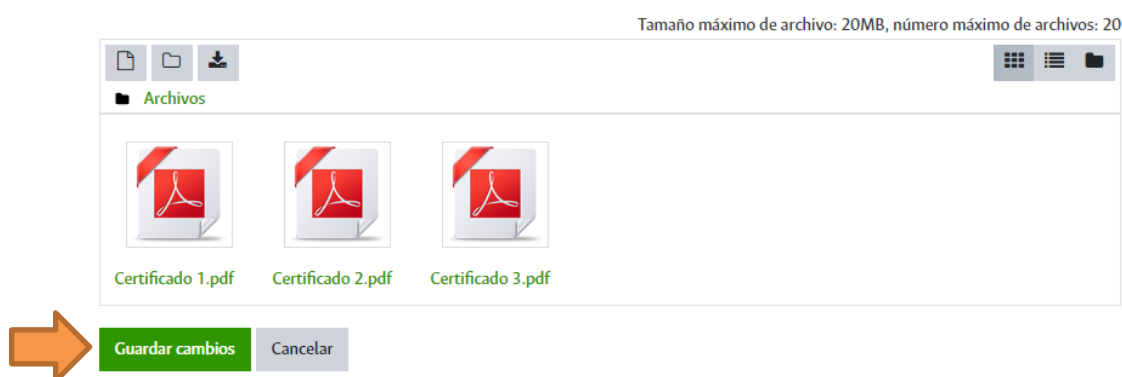 Tamaño máximo de archivo: 20MB, número máximo de archivos: 20
Archivos
Certificado 1.pdf Certificado 2.pdf Certificado 3.pdf
Guardar cambios Cancelar